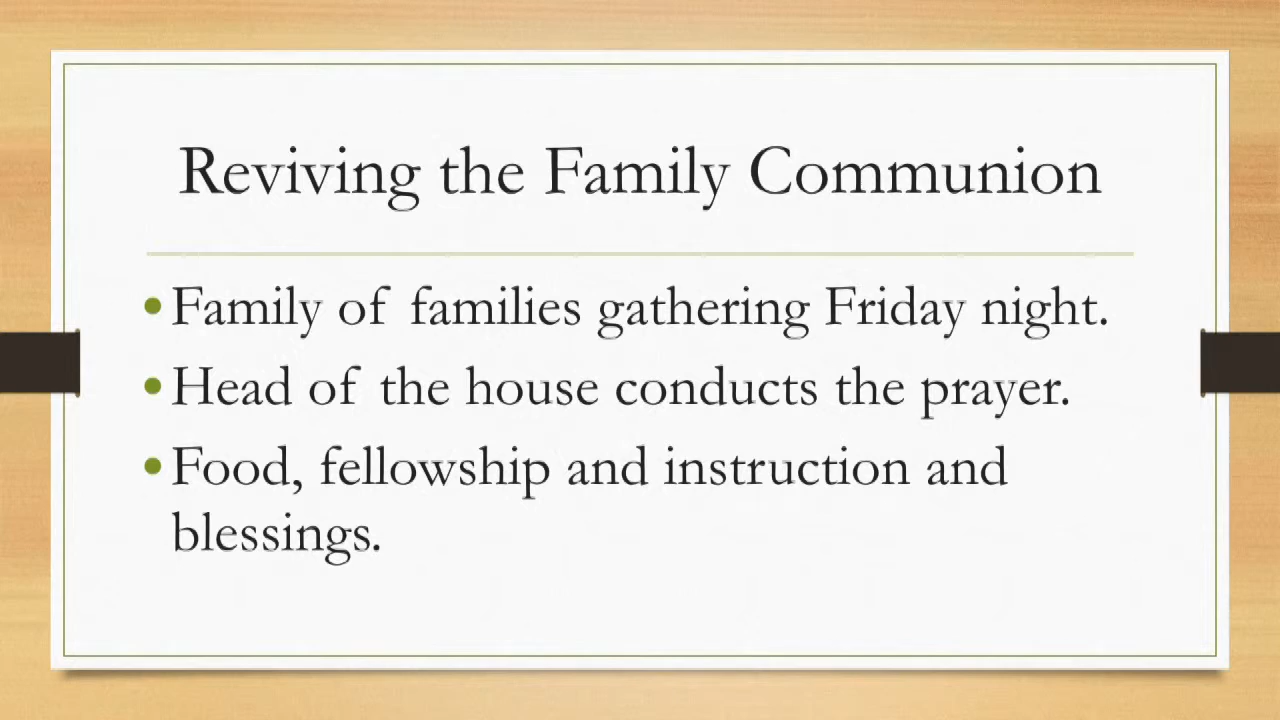 Reviving the Family Communion
•Family of families gathering Friday night.
•Head of the house conducts the prayer.
•Food, fellowship and instruction and
blessings.